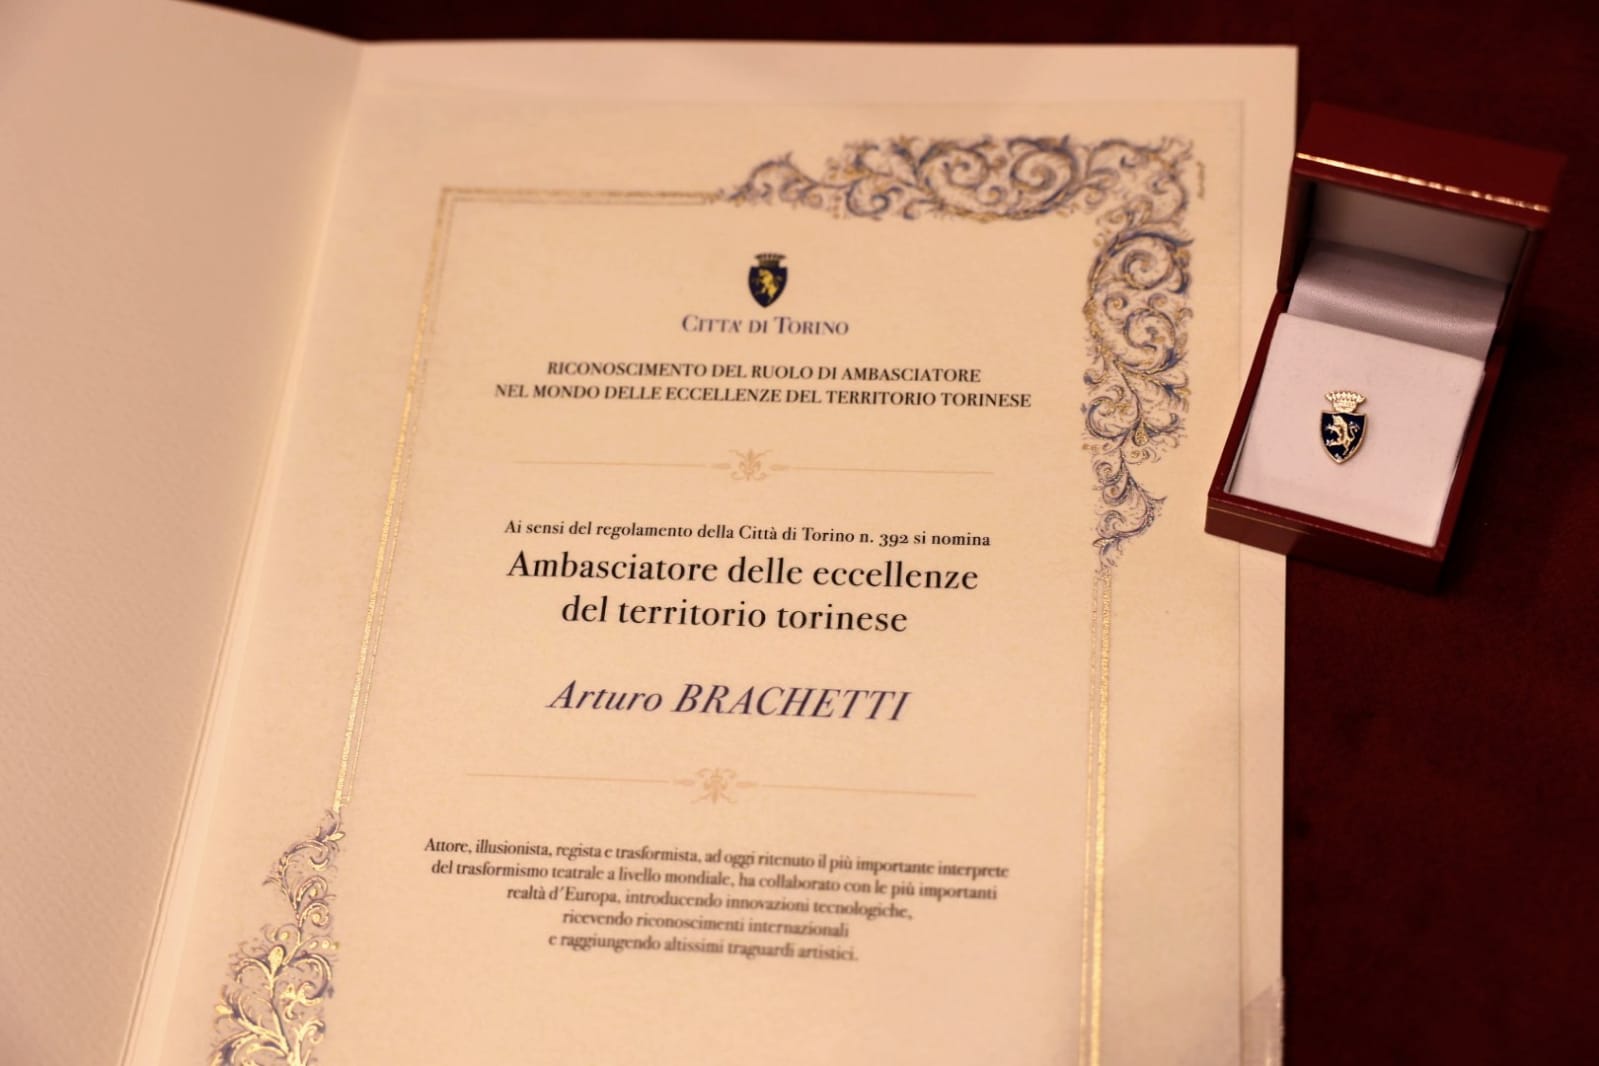 CITTA' DI TORINO
RICONOSCIMENTO DEL RUOLO DI AMBASCIATORE
NEL MONDO DELLE ECCELLENZE DEL TERRITORIO TORINESE
Ai sensi del regolamento della Città di Torino n. 392 si nomina
Ambasciatore delle eccellenze
del territorio torinese
Arturo BRACHETTI
Attore, illusionista, regista e trasformista, ad oggi ritenuto il più importante interprete
del trasformismo teatrale a livello mondiale, ha collaborato con le più importanti
realtà d'Europa, introducendo innovazioni tecnologiche,
ricevendo riconoscimenti internazionali
e raggiungendo altissimi traguardi artistici.